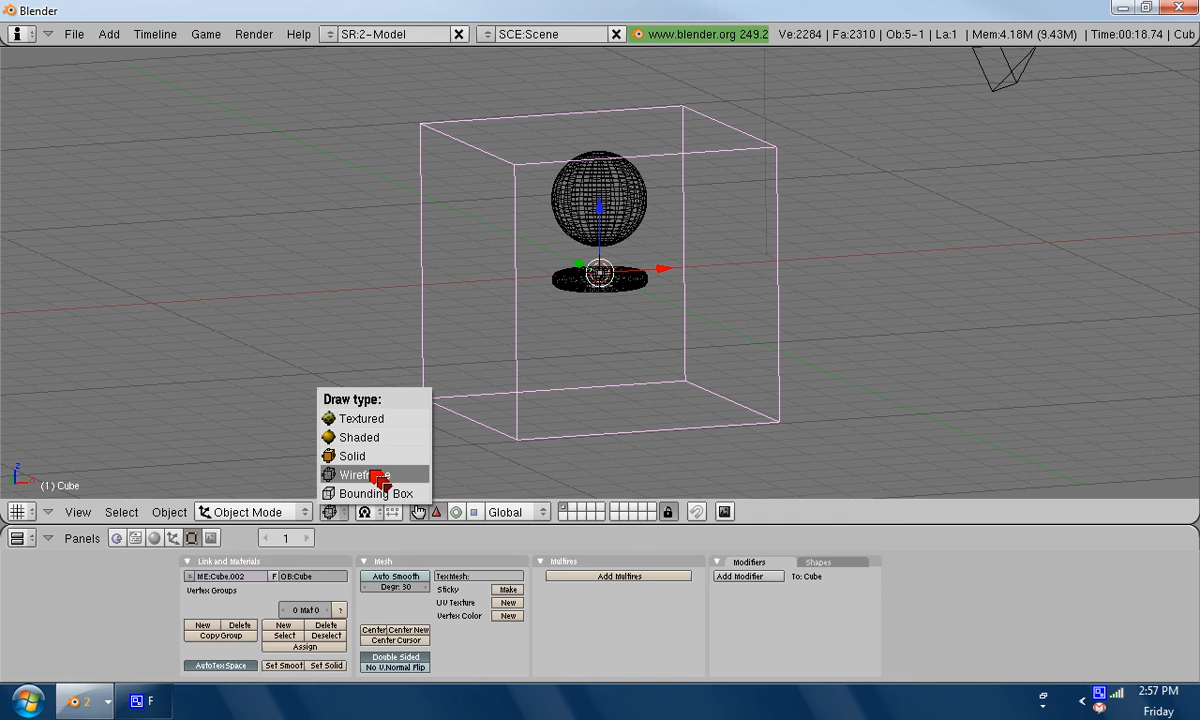 Blender
File Add Timeline Game Render Help SR:2-Model SCE:Scene www.blender.org 249.2 Ve:2284 | Fa:2310 | Ob:5-1 | La:1 | Mem:4.18M (9.43M) | Time:00:18.74 | Cub
Draw type:
Textured
Shaded
Solid
Bounding Box
z
(1) Cube
View Select Object Object Mode Global
Panels 1
Link and Materials Mesh Multires Modifiers Shapes
ME:Cube.002 F OB:Cube Auto Smooth TexMesh: Add Multires Add Modifier To: Cube
Vertex Groups Degr: 30 Sticky Make
UV Texture New
0 Mat 0 ? Vertex Color New
New Delete New Delete Center Center New
Copy Group Select Deselect Center Cursor
Assign Double Sided
AutoTexSpace Set Smoot Set Solid No V.Normal Flip
2 F 2:57 PM
Friday